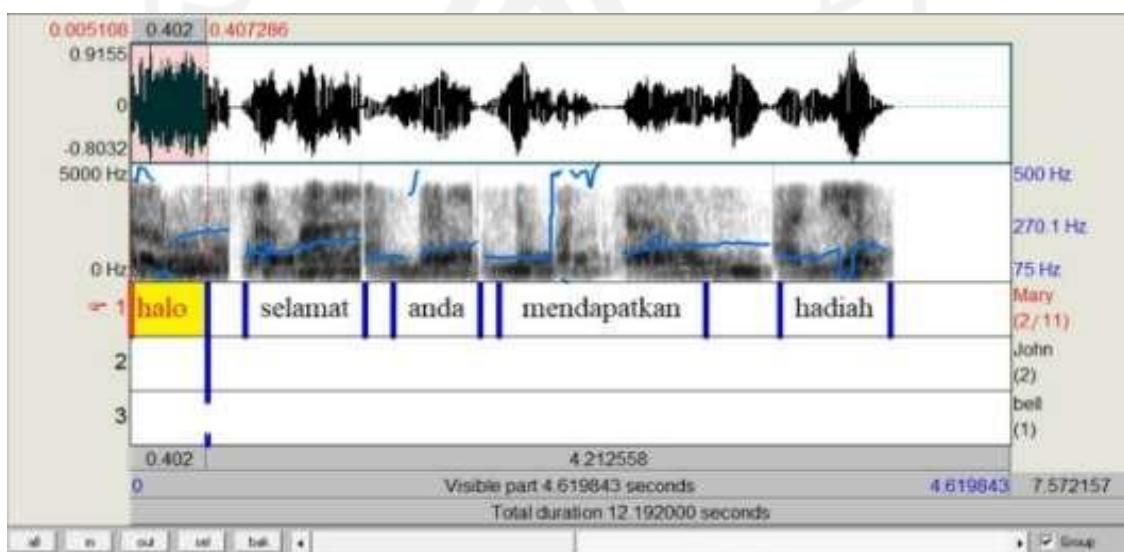 0.005108 0.402 0.407286
0.9155
0
-0.8032
5000 Hz 500 Hz
270.1 Hz
0 Hz 75 Hz
1 halo selamat anda mendapatkan hadiah Mary
(2/11)
2 John
(2)
3 bell
(1)
0.402 4.212558
0 Visible part 4.619843 seconds 4.619843 7.572157
Total duration 12.192000 seconds
all in out sel bak Group